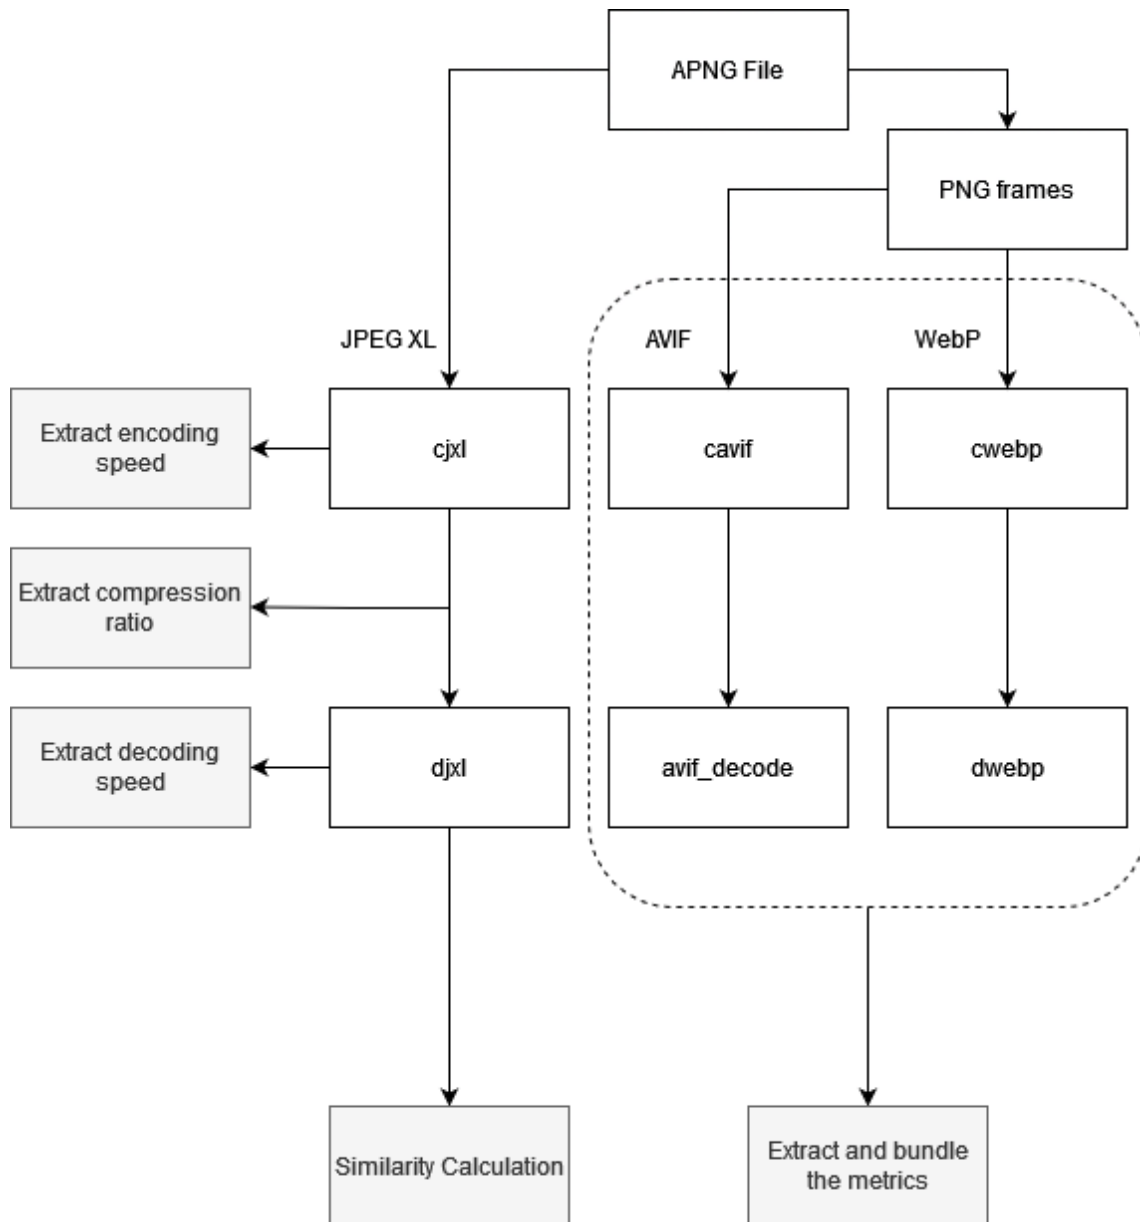 APNG File
PNG frames
JPEG XL
AVIF
WebP
Extract encoding
speed
cjxl
cavif
cwebp
Extract compression
ratio
Extract decoding
speed
djxl
avif_decode
dwebp
Similarity Calculation
Extract and bundle
the metrics